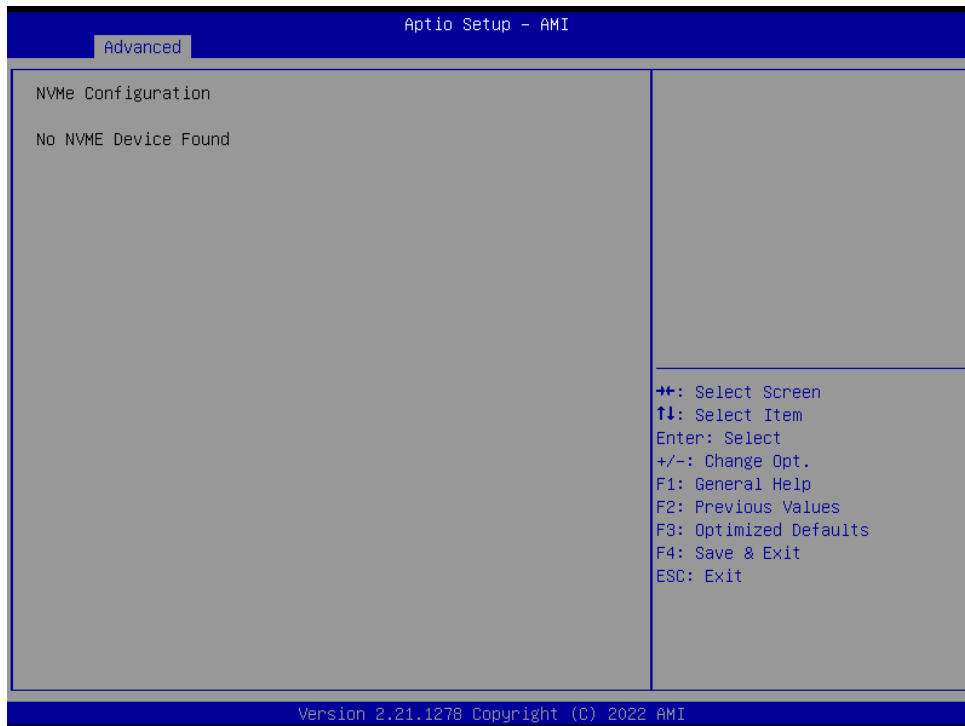 Aptio Setup – AMI
Advanced
NVMe Configuration
No NVME Device Found
→←: Select Screen
↑↓: Select Item
Enter: Select
+/-: Change Opt.
F1: General Help
F2: Previous Values
F3: Optimized Defaults
F4: Save & Exit
ESC: Exit
Version 2.21.1278 Copyright (C) 2022 AMI